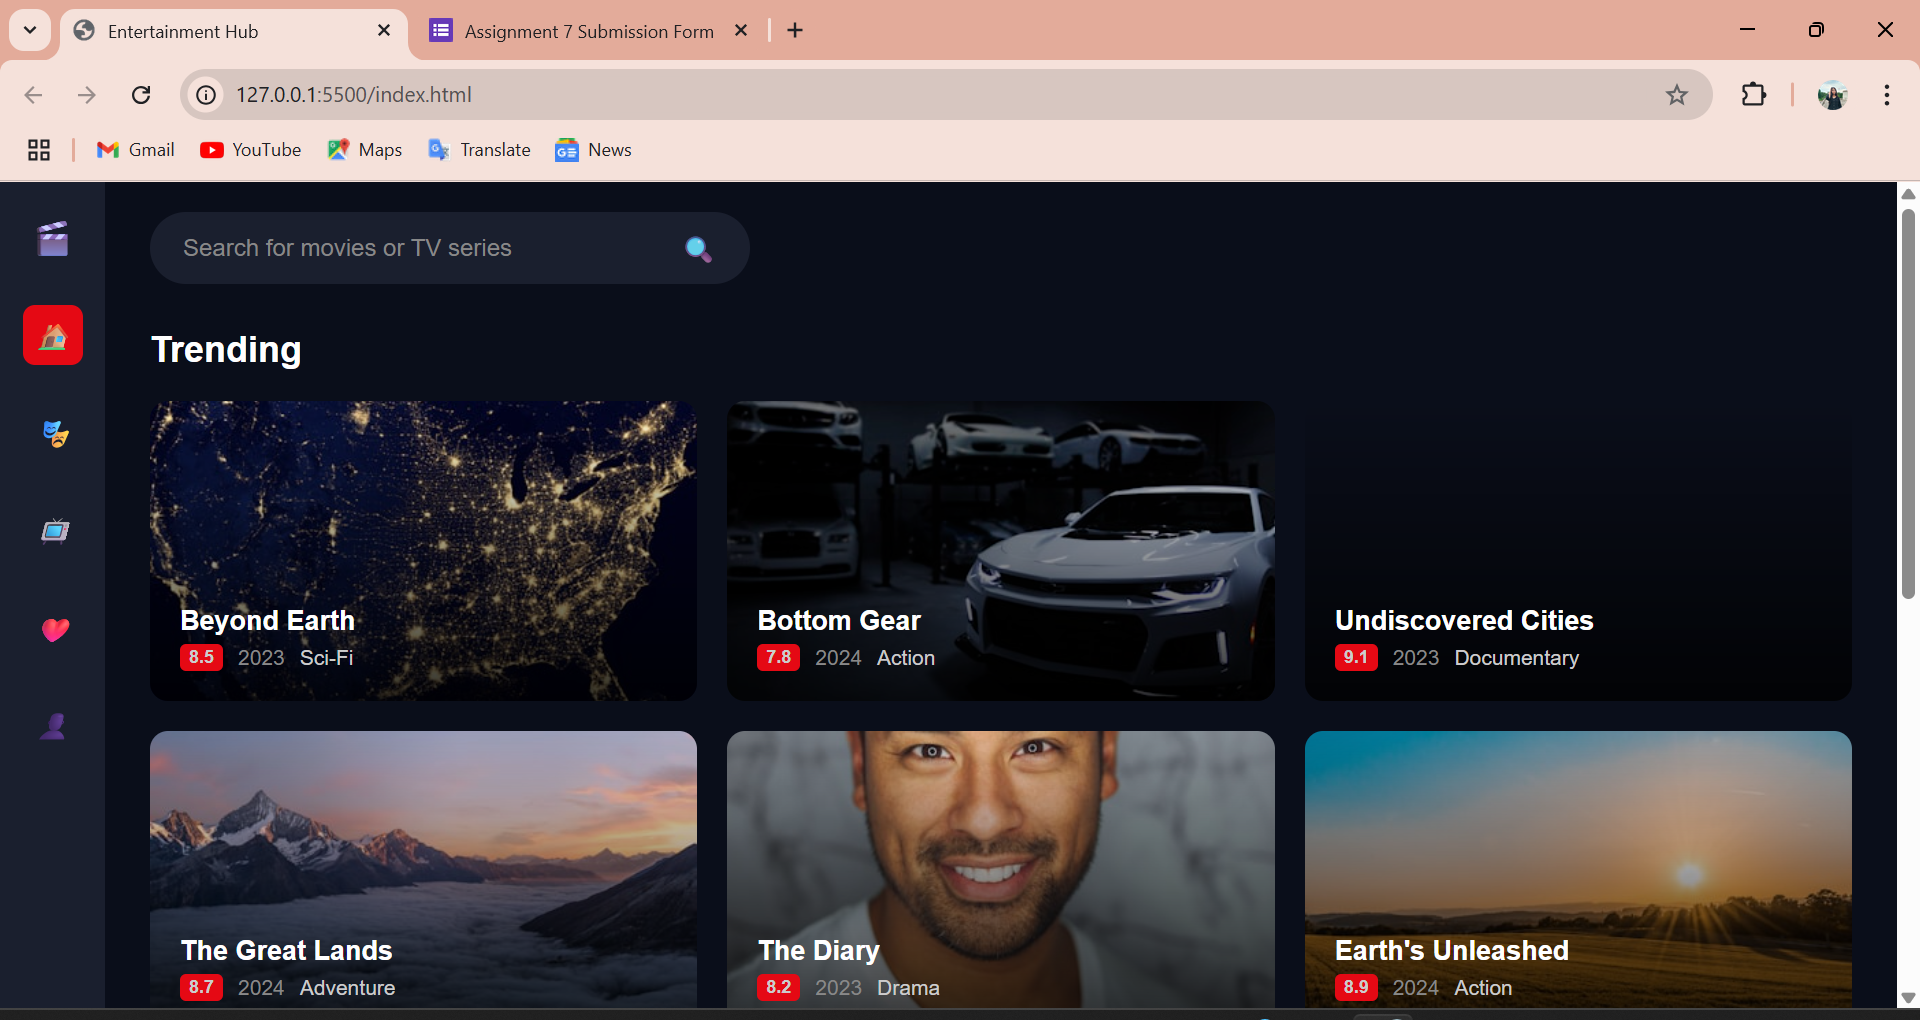 Entertainment Hub
Assignment 7 Submission Form
127.0.0.1:5500/index.html
Gmail
YouTube
Maps
Translate
News
Search for movies or TV series
Trending
Beyond Earth
8.5 2023 Sci-Fi
Bottom Gear
7.8 2024 Action
Undiscovered Cities
9.1 2023 Documentary
The Great Lands
8.7 2024 Adventure
The Diary
8.2 2023 Drama
Earth's Unleashed
8.9 2024 Action